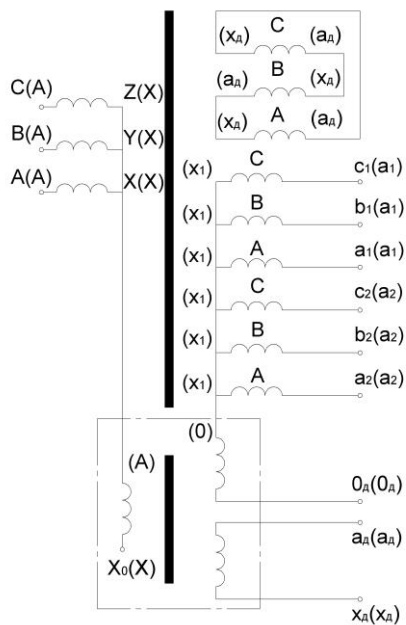 C
(xд) (aд)
B
(aд) (xд)
A
(xд) (aд)
C(A) Z(X)
B(A) Y(X)
A(A) X(X)
(x1) C c1(a1)
(x1) B b1(a1)
(x1) A a1(a1)
(x1) C c2(a2)
(x1) B b2(a2)
(x1) A a2(a2)
(0)
(A)
0д(0д)
aд(aд)
X0(X)
xд(xд)